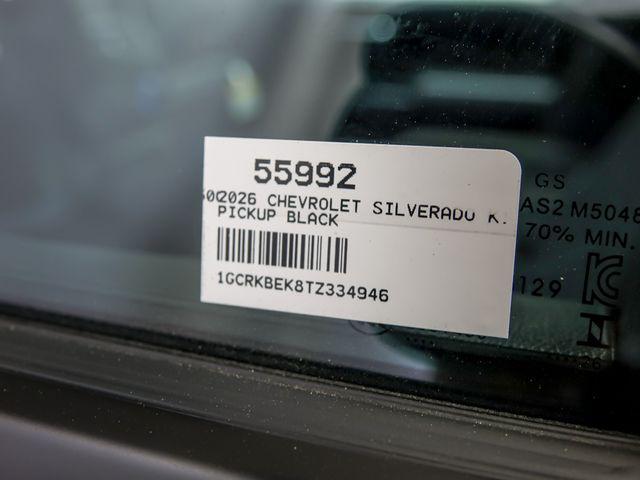 55992
2026 CHEVROLET SILVERADO K
PICKUP BLACK
1GCRKBEK8TZ334946
GS
AS2 M5048
70% MIN.
129